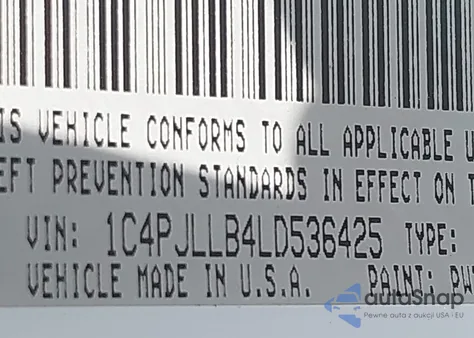 IS VEHICLE CONFORMS TO ALL APPLICABLE U
EFT PREVENTION STANDARDS IN EFFECT ON T
VIN: 1C4PJLLB4LD536425 TYPE:
VEHICLE MADE IN U.S.A. PAINT: PW
autosnap
Pewne auta z aukcji USA i EU